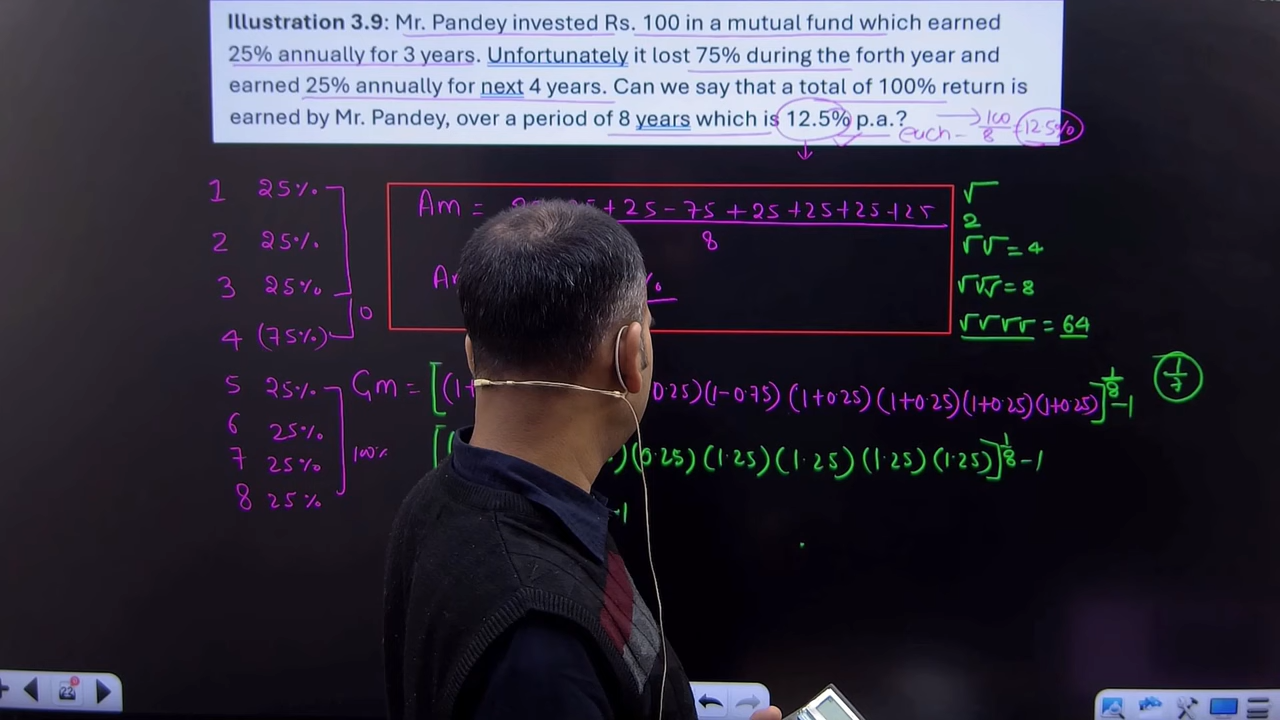 Illustration 3.9: Mr. Pandey invested Rs. 100 in a mutual fund which earned
25% annually for 3 years. Unfortunately it lost 75% during the forth year and
earned 25% annually for next 4 years. Can we say that a total of 100% return is
earned by Mr. Pandey, over a period of 8 years which is 12.5% p.a.?
each - → 100/8 = 12.5%
1 25%
2 25%
3 25%
4 (75%)
0
5 25%
6 25%
7 25%
8 25%
100%
Am = +25-75+25+25+25+25
8
%
√
2
√√ = 4
√√√ = 8
√√√√ = 64
Gm = [(1+ 0.25)(1-0.75)(1+0.25)(1+0.25)(1+0.25)(1+0.25)]^1/8 -1
1/7
[ )(0.25)(1.25)(1.25)(1.25)(1.25)]^1/8 -1
-1
23